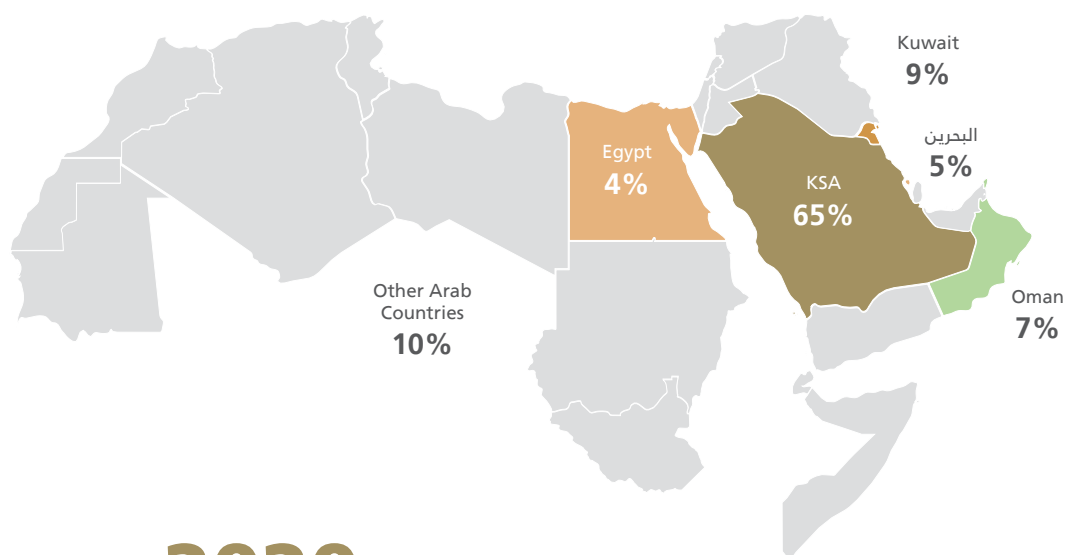 Kuwait
9%
البحرين
5%
Egypt
4%
KSA
65%
Oman
7%
Other Arab
Countries
10%